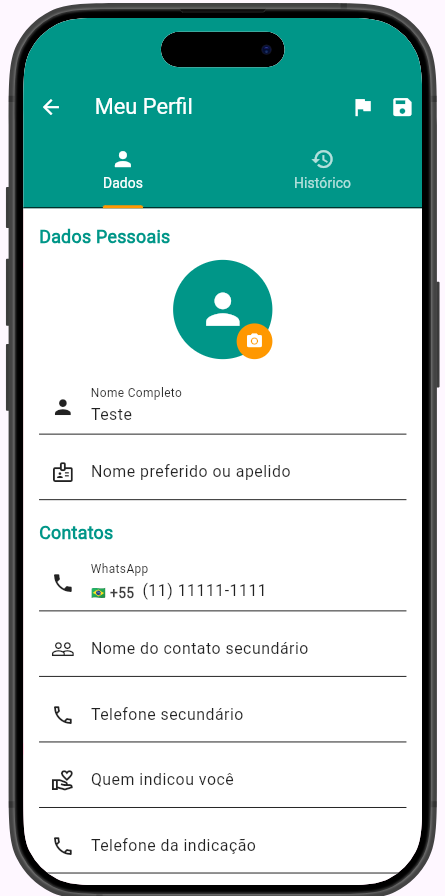 Meu Perfil
Dados
Histórico
Dados Pessoais
Nome Completo
Teste
Nome preferido ou apelido
Contatos
WhatsApp
🇧🇷 +55 (11) 11111-1111
Nome do contato secundário
Telefone secundário
Quem indicou você
Telefone da indicação